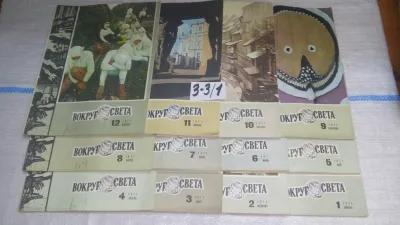 3-3/1
ВОКРУГ СВЕТА 12
ВОКРУГ СВЕТА 11
ВОКРУГ СВЕТА 10
ВОКРУГ СВЕТА 9
ВОКРУГ СВЕТА 8
ВОКРУГ СВЕТА 7
ВОКРУГ СВЕТА 6
ВОКРУГ СВЕТА 5
ВОКРУГ СВЕТА 4
ВОКРУГ СВЕТА 3
ВОКРУГ СВЕТА 2
ВОКРУГ СВЕТА 1